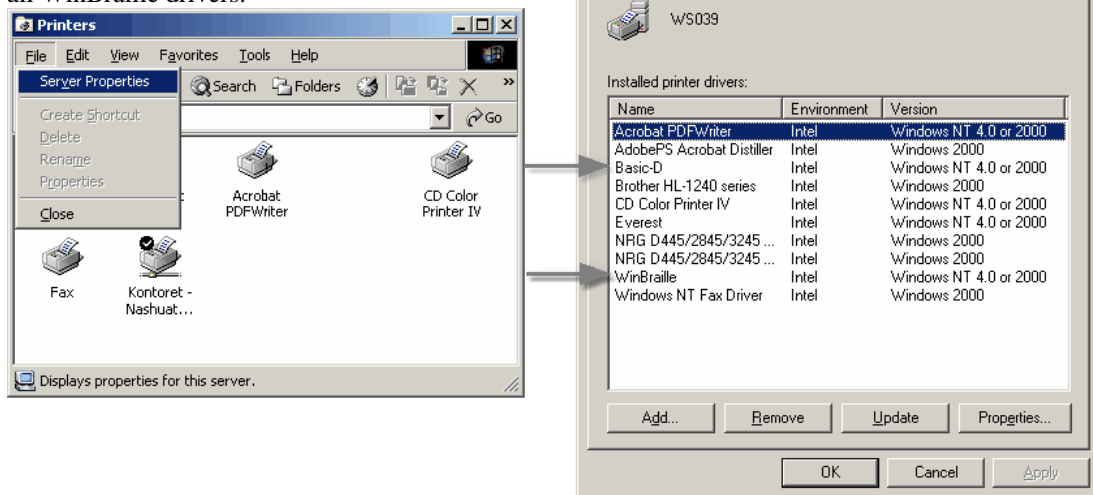 all WinBraille drivers.
Printers
File Edit View Favorites Tools Help
Server Properties
Search Folders »
Create Shortcut
Delete
Rename
Properties
Close
Go
Acrobat
PDFWriter
CD Color
Printer IV
Fax
Kontoret -
Nashuat...
Displays properties for this server.
WS039
Installed printer drivers:
Name Environment Version
Acrobat PDFWriter Intel Windows NT 4.0 or 2000
AdobePS Acrobat Distiller Intel Windows 2000
Basic-D Intel Windows NT 4.0 or 2000
Brother HL-1240 series Intel Windows 2000
CD Color Printer IV Intel Windows NT 4.0 or 2000
Everest Intel Windows NT 4.0 or 2000
NRG D445/2845/3245 ... Intel Windows 2000
NRG D445/2845/3245 ... Intel Windows 2000
WinBraille Intel Windows NT 4.0 or 2000
Windows NT Fax Driver Intel Windows 2000
Add... Remove Update Properties...
OK Cancel Apply